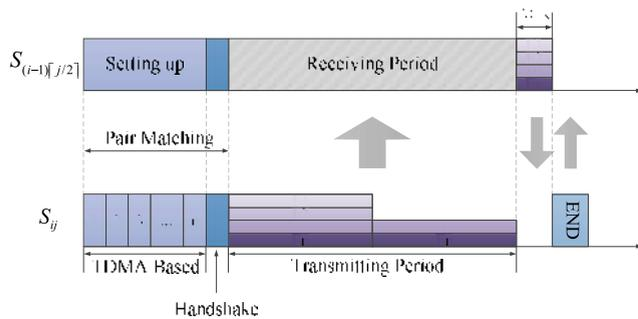 S(i−1)⌈j/2⌉
Setting up
Receiving Period
Pair Matching
Sij
...
END
TDMA Based
Transmitting Period
Handshake